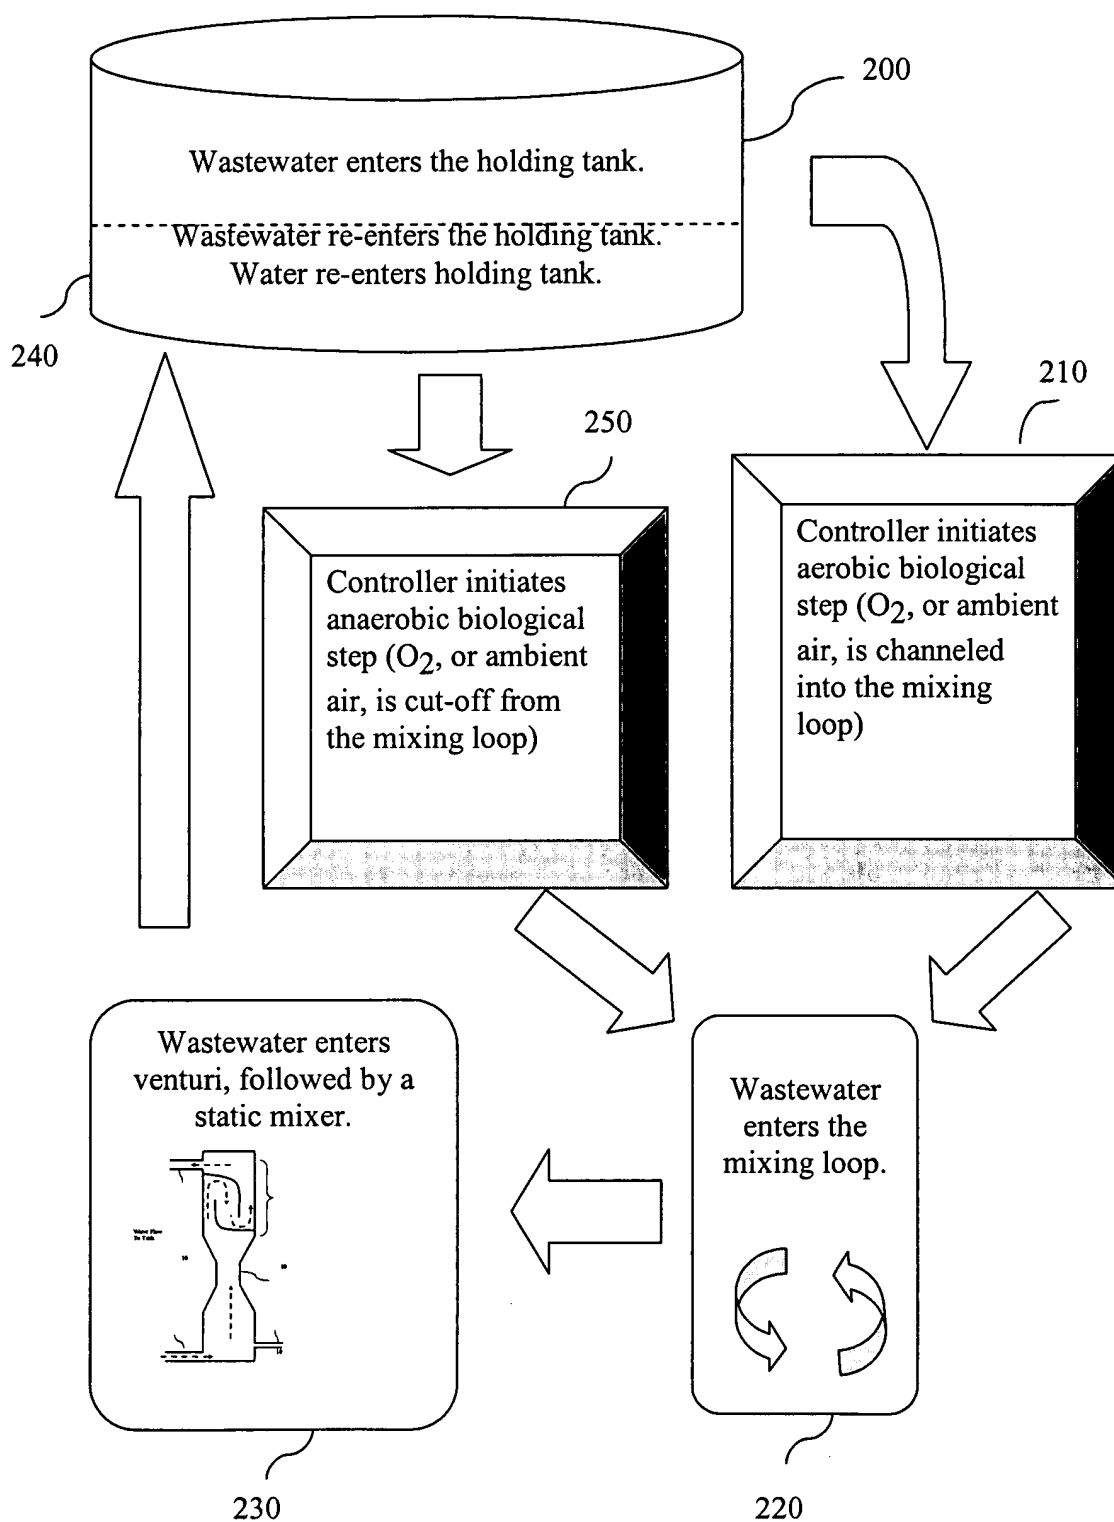 200
Wastewater enters the holding tank.
Wastewater re-enters the holding tank.
Water re-enters holding tank.
240
210
250
Controller initiates
anaerobic biological
step (O2, or ambient
air, is cut-off from
the mixing loop)
Controller initiates
aerobic biological
step (O2, or ambient
air, is channeled
into the mixing
loop)
Wastewater enters
venturi, followed by a
static mixer.
To Tank
Wastewater
enters the
mixing loop.
230
220